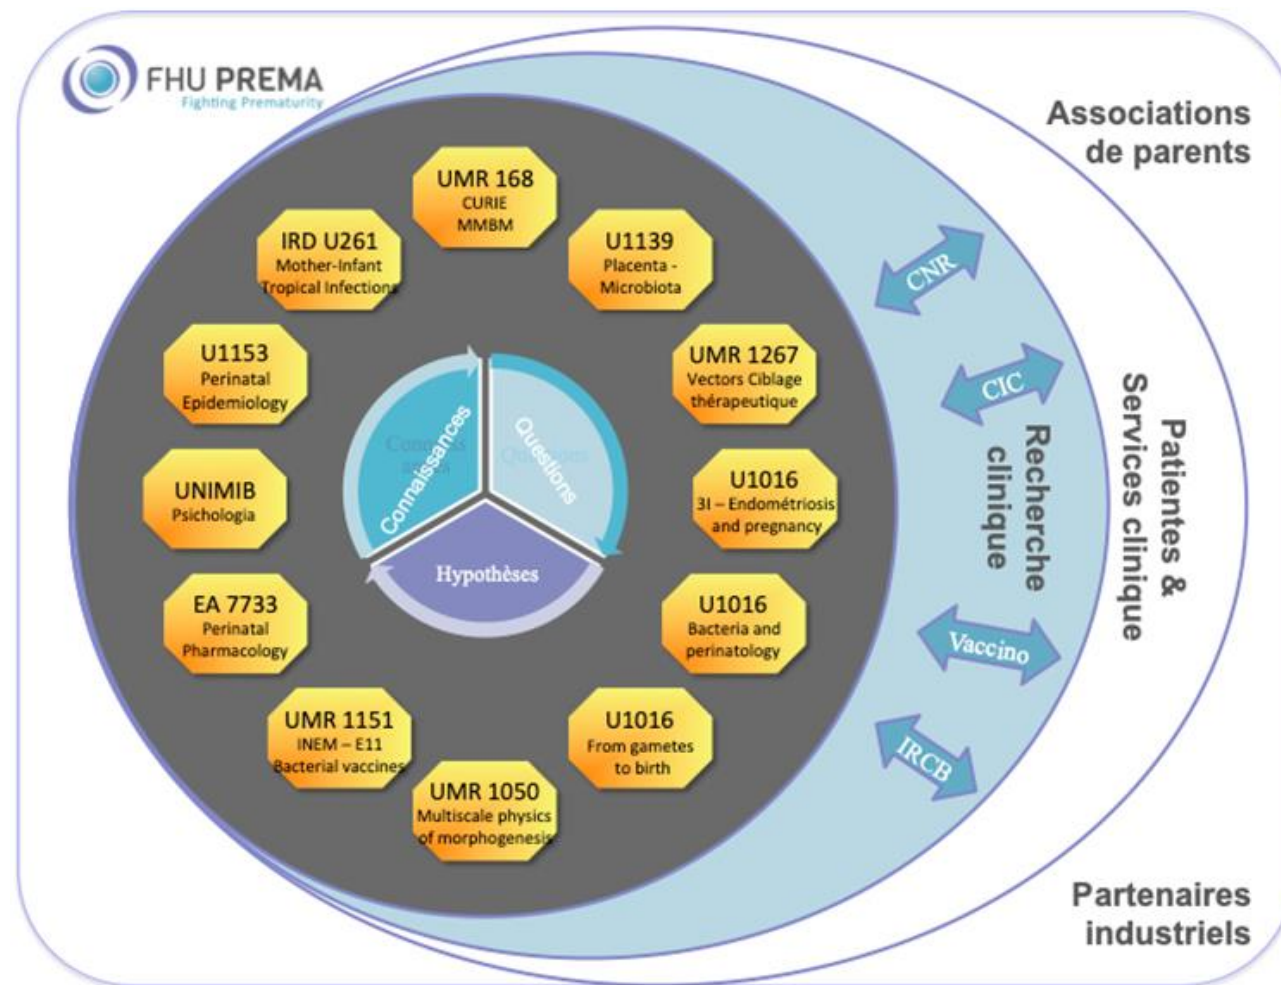 FHU PREMA
Fighting Prematurity
Associations
de parents
UMR 168
CURIE
MMBM
IRD U261
Mother-Infant
Tropical Infections
U1139
Placenta -
Microbiota
U1153
Perinatal
Epidemiology
UMR 1267
Vectors Ciblage
thérapeutique
UNIMIB
Psichologia
U1016
3I – Endométriosis
and pregnancy
EA 7733
Perinatal
Pharmacology
U1016
Bacteria and
perinatology
UMR 1151
INEM – E11
Bacterial vaccines
U1016
From gametes
to birth
UMR 1050
Multiscale physics
of morphogenesis
Connaissances
Questions
Hypothèses
CNR
CIC
Vaccino
IRCB
Recherche
clinique
Patientes &
Services clinique
Partenaires
industriels